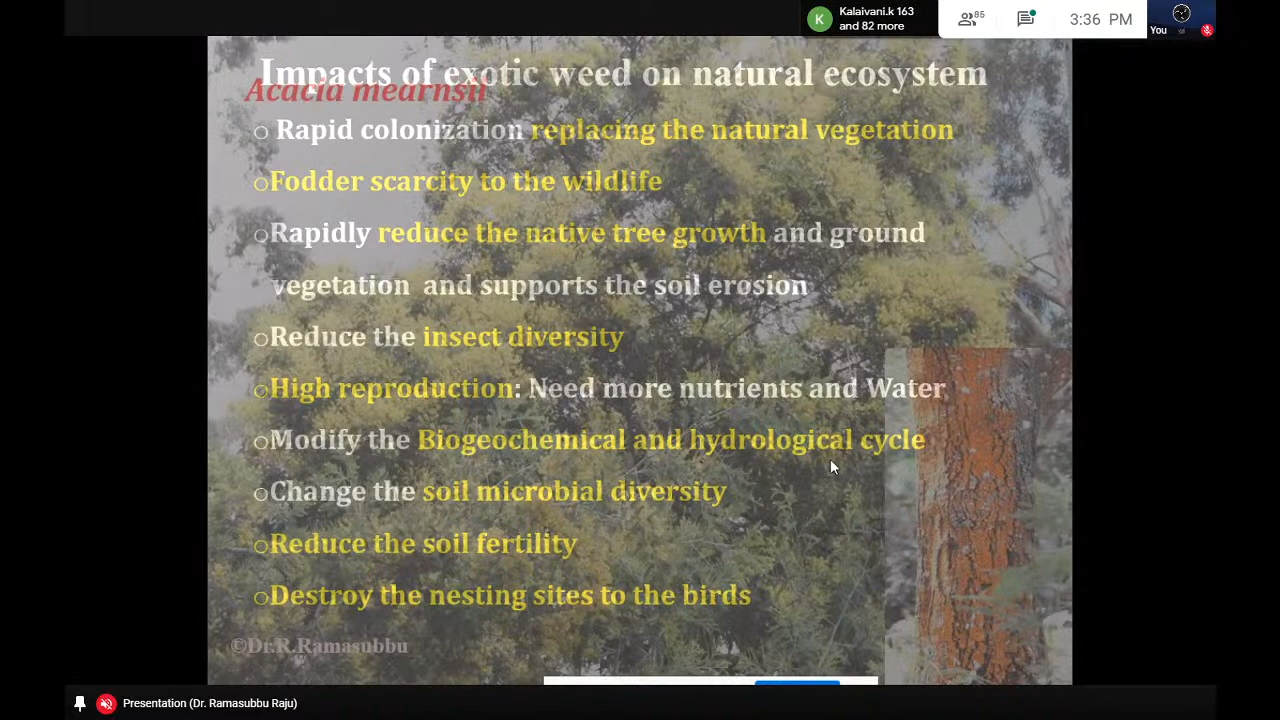 Kalaivani.k 163
and 82 more
K
85
3:36 PM
You
Impacts of exotic weed on natural ecosystem
Acacia mearnsii
○ Rapid colonization replacing the natural vegetation
○Fodder scarcity to the wildlife
○Rapidly reduce the native tree growth and ground
vegetation and supports the soil erosion
○Reduce the insect diversity
○High reproduction: Need more nutrients and Water
○Modify the Biogeochemical and hydrological cycle
○Change the soil microbial diversity
○Reduce the soil fertility
○Destroy the nesting sites to the birds
©Dr.R.Ramasubbu
Presentation (Dr. Ramasubbu Raju)